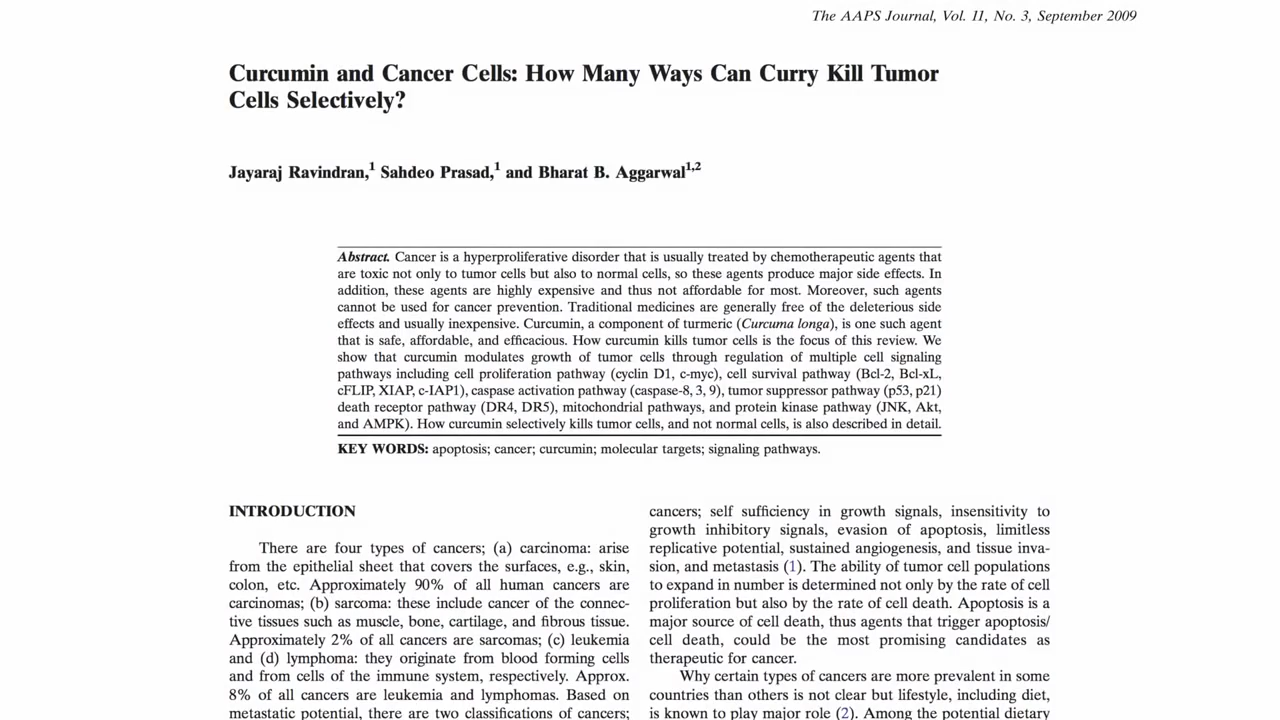 The AAPS Journal, Vol. 11, No. 3, September 2009
Curcumin and Cancer Cells: How Many Ways Can Curry Kill Tumor
Cells Selectively?
Jayaraj Ravindran,1 Sahdeo Prasad,1 and Bharat B. Aggarwal1,2
Abstract. Cancer is a hyperproliferative disorder that is usually treated by chemotherapeutic agents that
are toxic not only to tumor cells but also to normal cells, so these agents produce major side effects. In
addition, these agents are highly expensive and thus not affordable for most. Moreover, such agents
cannot be used for cancer prevention. Traditional medicines are generally free of the deleterious side
effects and usually inexpensive. Curcumin, a component of turmeric (Curcuma longa), is one such agent
that is safe, affordable, and efficacious. How curcumin kills tumor cells is the focus of this review. We
show that curcumin modulates growth of tumor cells through regulation of multiple cell signaling
pathways including cell proliferation pathway (cyclin D1, c-myc), cell survival pathway (Bcl-2, Bcl-xL,
cFLIP, XIAP, c-IAP1), caspase activation pathway (caspase-8, 3, 9), tumor suppressor pathway (p53, p21)
death receptor pathway (DR4, DR5), mitochondrial pathways, and protein kinase pathway (JNK, Akt,
and AMPK). How curcumin selectively kills tumor cells, and not normal cells, is also described in detail.
KEY WORDS: apoptosis; cancer; curcumin; molecular targets; signaling pathways.
INTRODUCTION
There are four types of cancers; (a) carcinoma: arise
from the epithelial sheet that covers the surfaces, e.g., skin,
colon, etc. Approximately 90% of all human cancers are
carcinomas; (b) sarcoma: these include cancer of the connec-
tive tissues such as muscle, bone, cartilage, and fibrous tissue.
Approximately 2% of all cancers are sarcomas; (c) leukemia
and (d) lymphoma: they originate from blood forming cells
and from cells of the immune system, respectively. Approx.
8% of all cancers are leukemia and lymphomas. Based on
metastatic potential, there are two classifications of cancers;
cancers; self sufficiency in growth signals, insensitivity to
growth inhibitory signals, evasion of apoptosis, limitless
replicative potential, sustained angiogenesis, and tissue inva-
sion, and metastasis (1). The ability of tumor cell populations
to expand in number is determined not only by the rate of cell
proliferation but also by the rate of cell death. Apoptosis is a
major source of cell death, thus agents that trigger apoptosis/
cell death, could be the most promising candidates as
therapeutic for cancer.
Why certain types of cancers are more prevalent in some
countries than others is not clear but lifestyle, including diet,
is known to play major role (2). Among the potential dietary